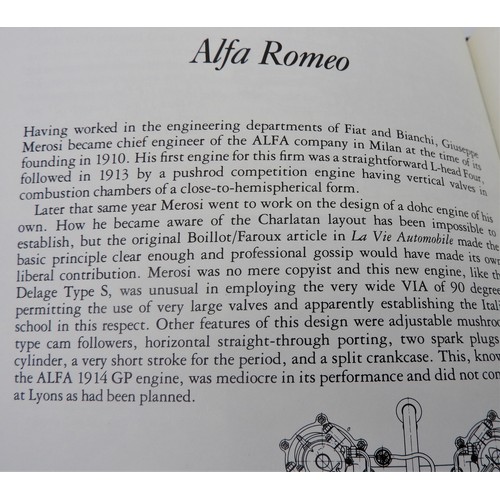 Alfa Romeo
Having worked in the engineering departments of Fiat and Bianchi, Giuseppe
Merosi became chief engineer of the ALFA company in Milan at the time of its
founding in 1910. His first engine for this firm was a straightforward L-head Four,
followed in 1913 by a pushrod competition engine having vertical valves in
combustion chambers of a close-to-hemispherical form.
Later that same year Merosi went to work on the design of a dohc engine of his
own. How he became aware of the Charlatan layout has been impossible to
establish, but the original Boillot/Faroux article in La Vie Automobile made the
basic principle clear enough and professional gossip would have made its own
liberal contribution. Merosi was no mere copyist and this new engine, like the
Delage Type S, was unusual in employing the very wide VIA of 90 degree
permitting the use of very large valves and apparently establishing the Itali
school in this respect. Other features of this design were adjustable mushroo
type cam followers, horizontal straight-through porting, two spark plugs
cylinder, a very short stroke for the period, and a split crankcase. This, know
the ALFA 1914 GP engine, was mediocre in its performance and did not con
at Lyons as had been planned.